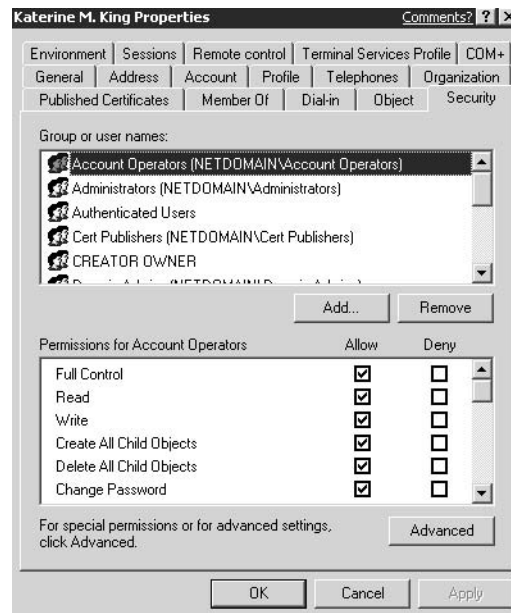 Katerine M. King Properties Comments? ? X
Environment Sessions Remote control Terminal Services Profile COM+
General Address Account Profile Telephones Organization
Published Certificates Member Of Dial-in Object Security
Group or user names:
Account Operators (NETDOMAIN\Account Operators)
Administrators (NETDOMAIN\Administrators)
Authenticated Users
Cert Publishers (NETDOMAIN\Cert Publishers)
CREATOR OWNER
Add... Remove
Permissions for Account Operators Allow Deny
Full Control
Read
Write
Create All Child Objects
Delete All Child Objects
Change Password
For special permissions or for advanced settings,
click Advanced.
Advanced
OK Cancel Apply